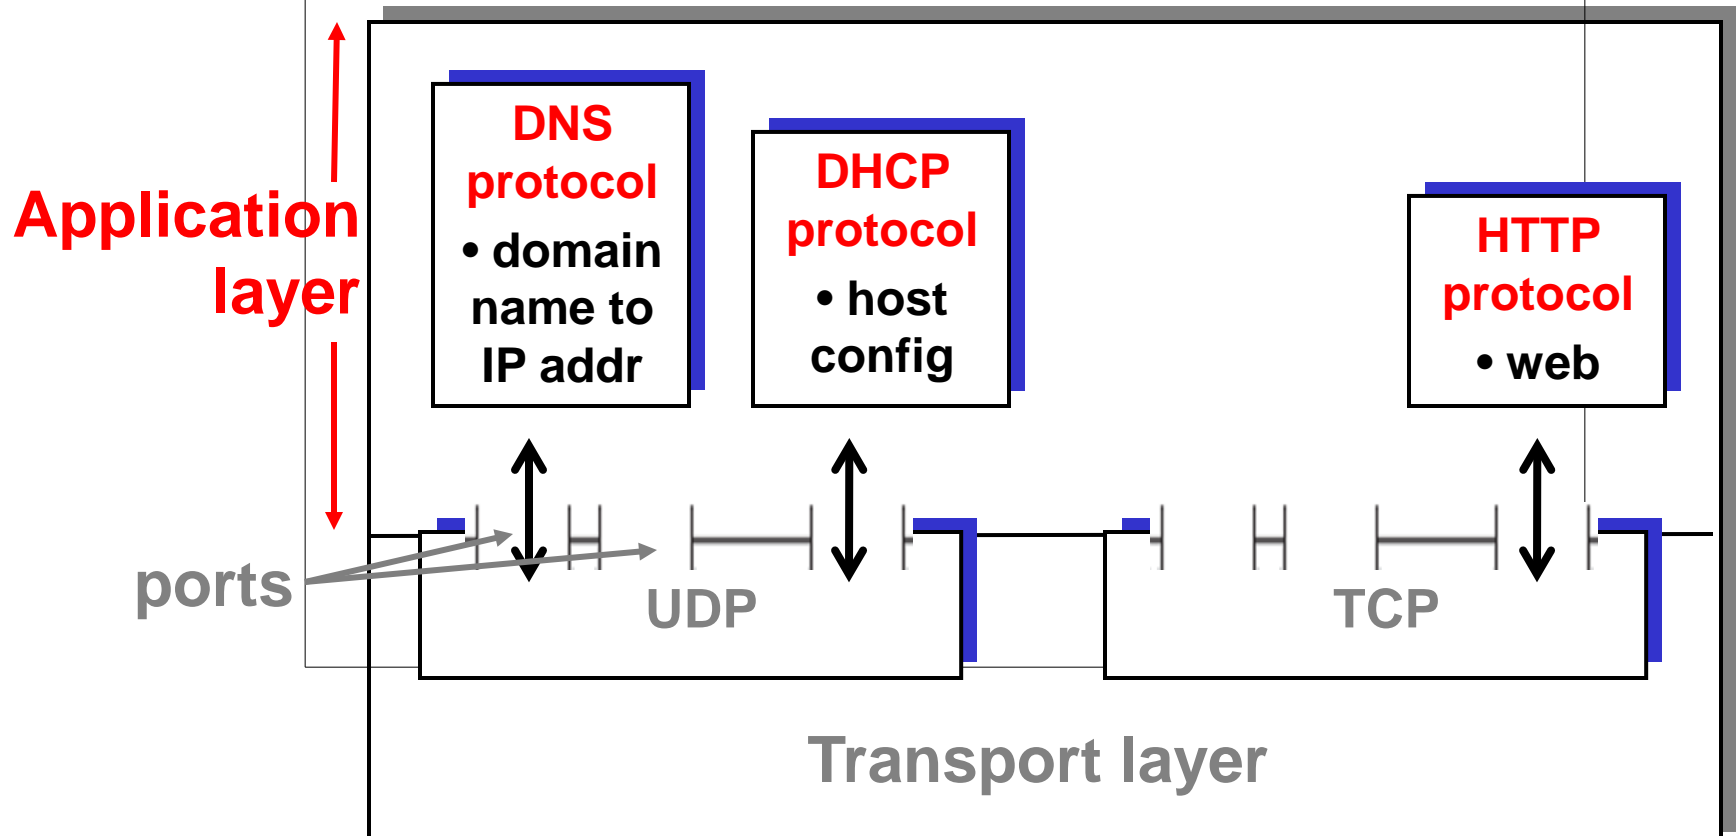 Application
layer
DNS
protocol
• domain
name to
IP addr
DHCP
protocol
• host
config
HTTP
protocol
• web
ports
UDP
TCP
Transport layer